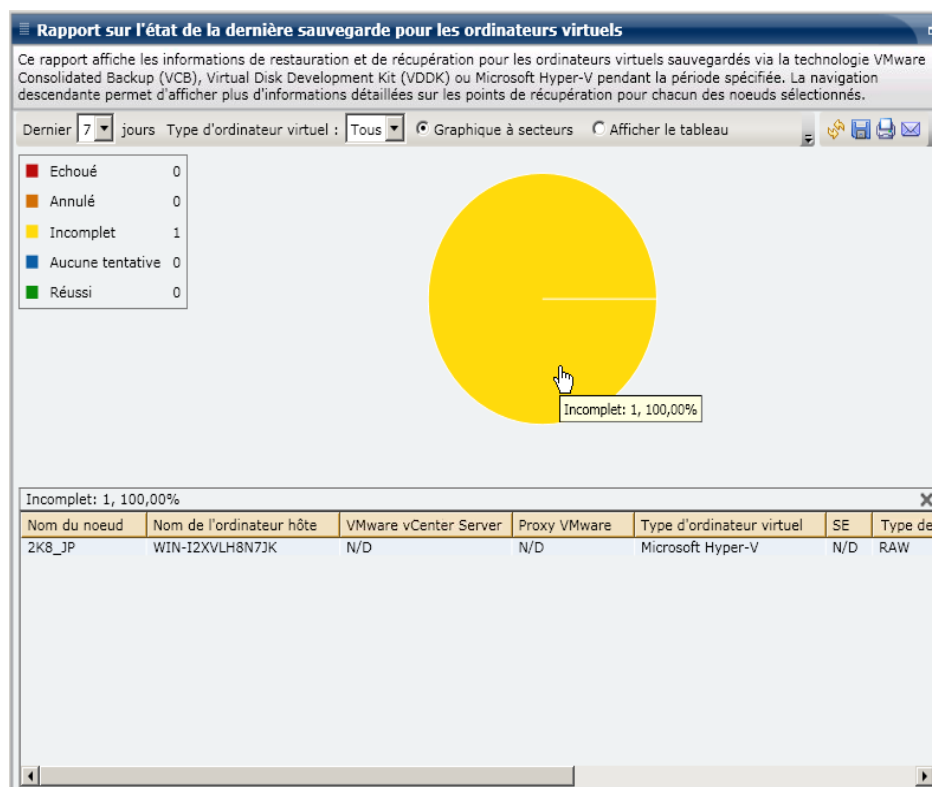 Rapport sur l'état de la dernière sauvegarde pour les ordinateurs virtuels
Ce rapport affiche les informations de restauration et de récupération pour les ordinateurs virtuels sauvegardés via la technologie VMware
Consolidated Backup (VCB), Virtual Disk Development Kit (VDDK) ou Microsoft Hyper-V pendant la période spécifiée. La navigation
descendante permet d'afficher plus d'informations détaillées sur les points de récupération pour chacun des noeuds sélectionnés.
Dernier 7 jours Type d'ordinateur virtuel : Tous Graphique à secteurs Afficher le tableau
Echoué 0
Annulé 0
Incomplet 1
Aucune tentative 0
Réussi 0
Incomplet: 1, 100,00%
Incomplet: 1, 100,00%
Nom du noeud Nom de l'ordinateur hôte VMware vCenter Server Proxy VMware Type d'ordinateur virtuel SE Type de
2K8_JP WIN-I2XVLH8N7JK N/D N/D Microsoft Hyper-V N/D RAW